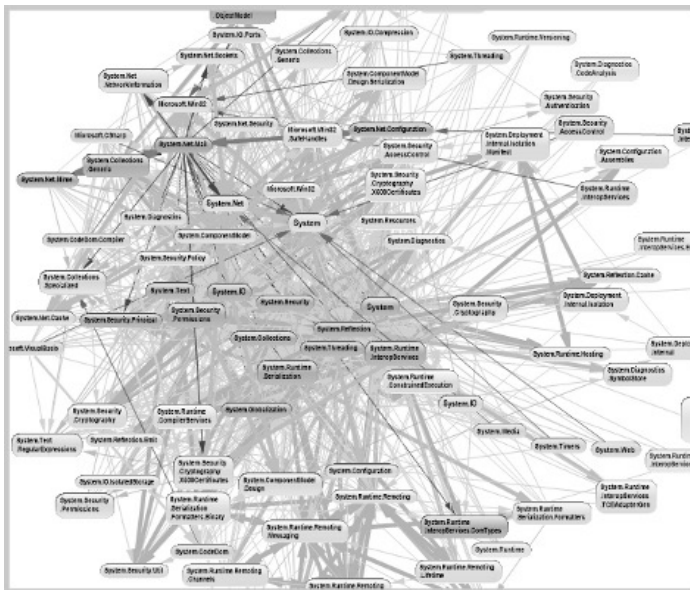 ObjectModel
System.IO.Ports
System.IO.Compression
System.Runtime.Versioning
System.Net.Sockets
System.Collections
.Generic
System.Threading
System.Diagnostics
.CodeAnalysis
System.Net
.NetworkInformation
System.ComponentModel
.Design.Serialization
Microsoft.Win32
System.Security
.Authentication
Microsoft.CSharp
System.Net.Security
Microsoft.Win32
.SafeHandles
System.Net.Configuration
System.Deployment
.Internal.Isolation
.Manifest
System.Security
.AccessControl
System.Net.Mail
System.Security
.AccessControl
System.Configuration
.Assemblies
System.Collections
.Generic
System.Net.Mime
System.Security
.Cryptography
.X509Certificates
Microsoft.Win32
System.Runtime
.InteropServices
System.Net
System.Diagnostics
System
System.Resources
System.CodeDom.Compiler
System.ComponentModel
System.Diagnostics
System.Runtime
System.Security.Policy
System.Collections
.Specialized
System.Reflection.Cache
System.Text
System.IO
System.Security
System
System.Security
.Cryptography
System.Deployment
.Internal.Isolation
System.Net.Cache
System.Security.Principal
System.Security
.Permissions
System.Reflection
System.Collections
System.Threading
System.Runtime
.InteropServices
System.Runtime.Hosting
System.Runtime
.Serialization
System.Runtime
.ConstrainedExecution
System.Diagnostics
.SymbolStore
System.Security
.Cryptography
System.Runtime
.CompilerServices
System.Globalization
System.IO
System.Media
System.Text
.RegularExpressions
System.Reflection.Emit
System.Timers
System.Web
System.IO.IsolatedStorage
System.Security
.Cryptography
.X509Certificates
System.ComponentModel
.Design
System.Configuration
System.Runtime.Remoting
System.Runtime
.InteropServices
.TCEAdapterGen
System.Security
.Permissions
System.Runtime
.Serialization
.Formatters.Binary
System.Runtime.Remoting
.Messaging
System.Runtime
.InteropServices.ComTypes
System.Runtime
.Serialization.Formatters
System.CodeDom
System.Runtime
System.Security.Util
System.Runtime.Remoting
.Channels
System.Runtime.Remoting
System.Runtime.Remoting
.Lifetime